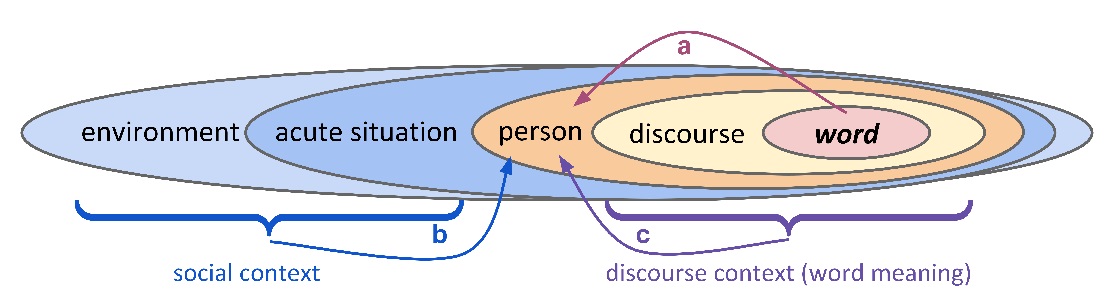 a
environment acute situation person discourse word
b c
social context discourse context (word meaning)